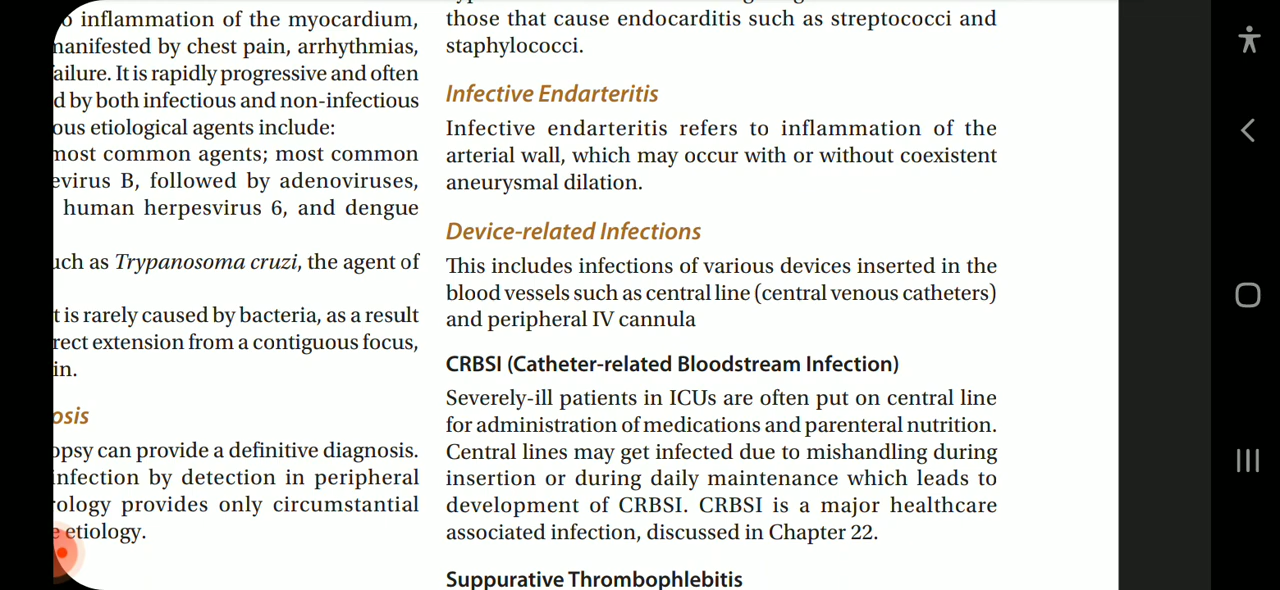 o inflammation of the myocardium,
manifested by chest pain, arrhythmias,
ailure. It is rapidly progressive and often
d by both infectious and non-infectious
ous etiological agents include:
most common agents; most common
evirus B, followed by adenoviruses,
human herpesvirus 6, and dengue
uch as Trypanosoma cruzi, the agent of
t is rarely caused by bacteria, as a result
rect extension from a contiguous focus,
in.
osis
opsy can provide a definitive diagnosis.
infection by detection in peripheral
rology provides only circumstantial
e etiology.
those that cause endocarditis such as streptococci and
staphylococci.
Infective Endarteritis
Infective endarteritis refers to inflammation of the
arterial wall, which may occur with or without coexistent
aneurysmal dilation.
Device-related Infections
This includes infections of various devices inserted in the
blood vessels such as central line (central venous catheters)
and peripheral IV cannula
CRBSI (Catheter-related Bloodstream Infection)
Severely-ill patients in ICUs are often put on central line
for administration of medications and parenteral nutrition.
Central lines may get infected due to mishandling during
insertion or during daily maintenance which leads to
development of CRBSI. CRBSI is a major healthcare
associated infection, discussed in Chapter 22.
Suppurative Thrombophlebitis